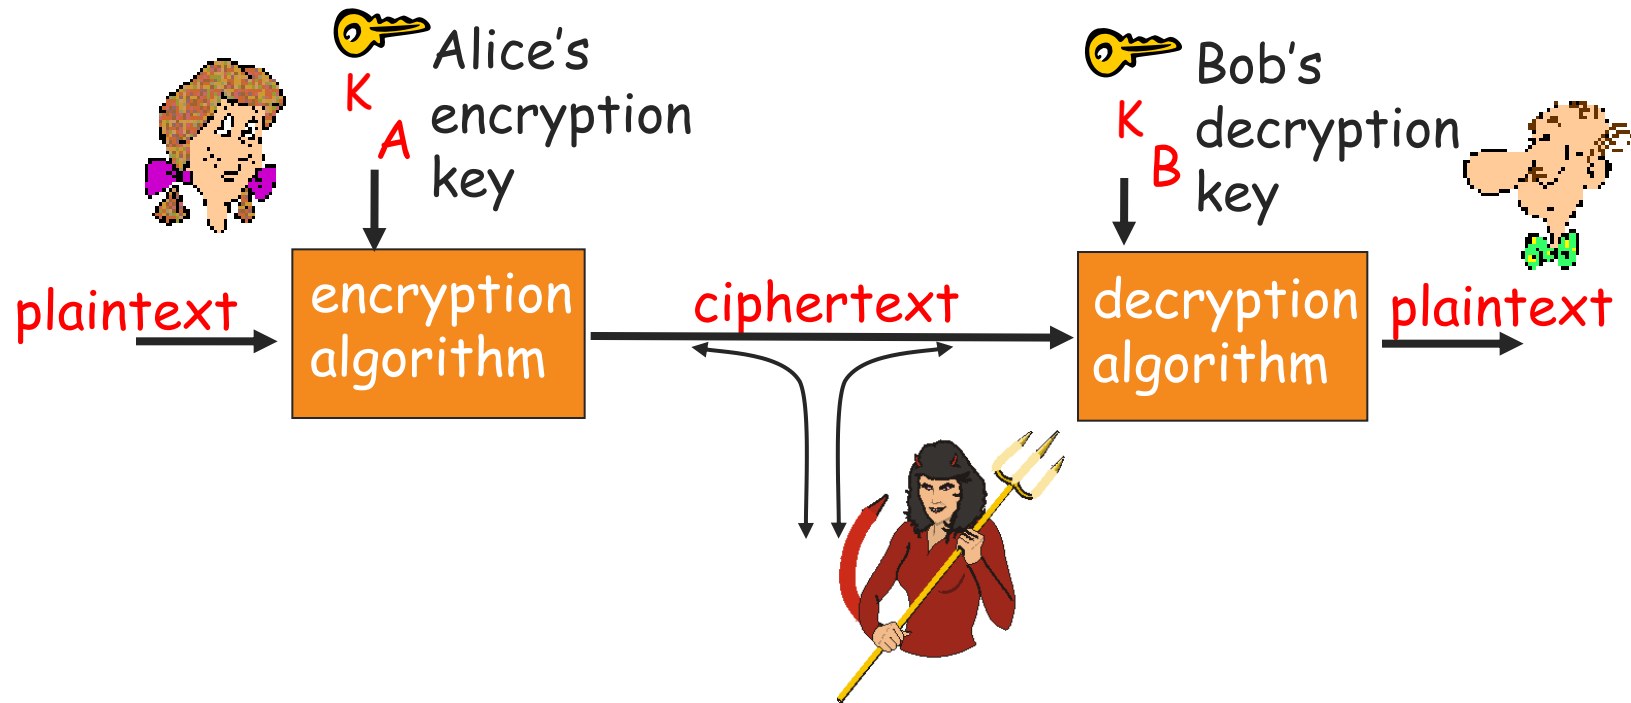 Alice's
encryption
key
K
A
Bob's
decryption
key
K
B
plaintext
encryption
algorithm
ciphertext
decryption
algorithm
plaintext